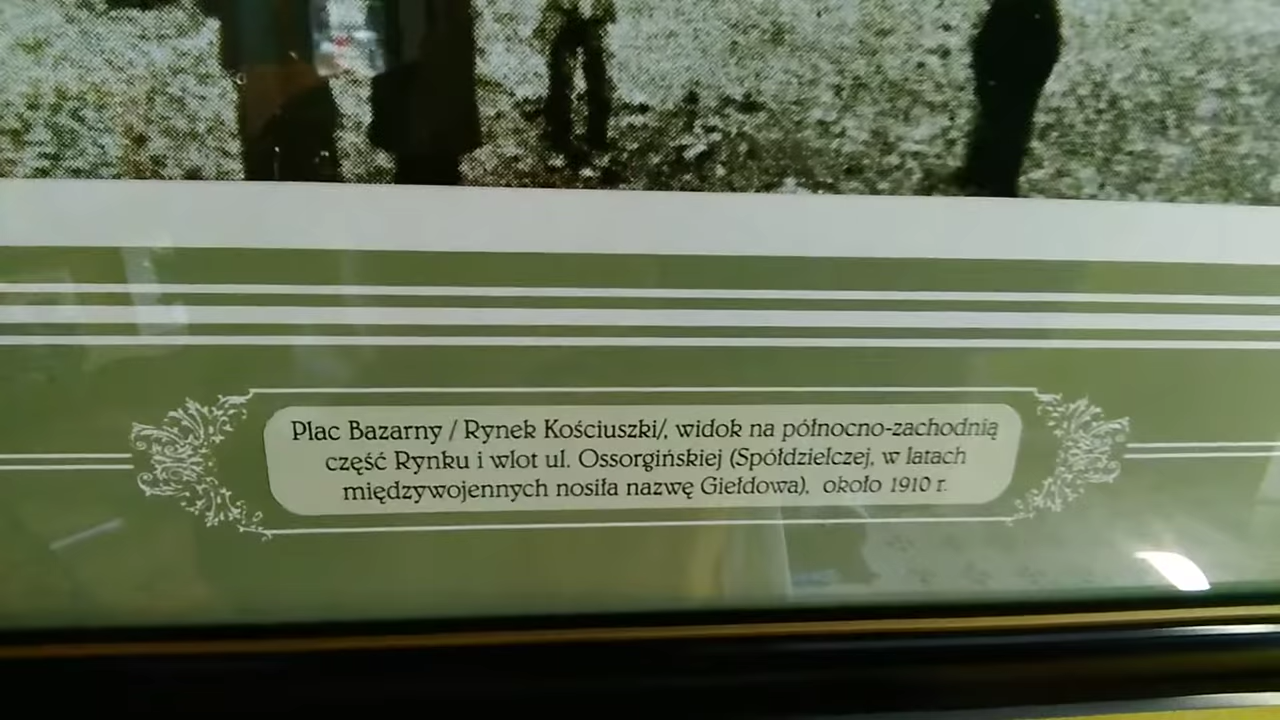 Plac Bazarny / Rynek Kościuszki/, widok na północno-zachodnią
część Rynku i wlot ul. Ossorgińskiej (Spółdzielczej, w latach
międzywojennych nosiła nazwę Giełdowa), około 1910 r.